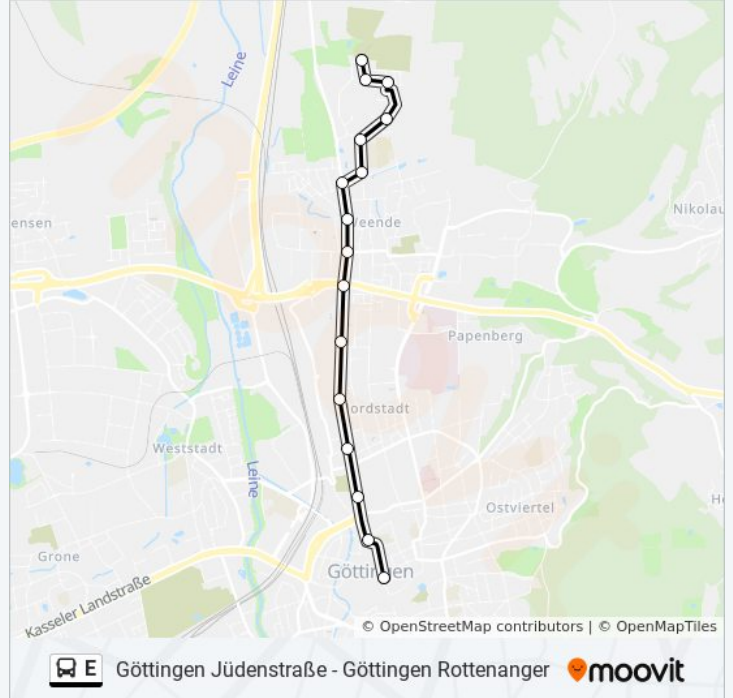 Leine
ensen
Weende
Nikolau
Papenberg
ordstadt
Weststadt
Leine
Ostviertel
Grone
Göttingen
Kasseler Landstraße
© OpenStreetMap contributors | © OpenMapTiles
E Göttingen Jüdenstraße - Göttingen Rottenanger moovit